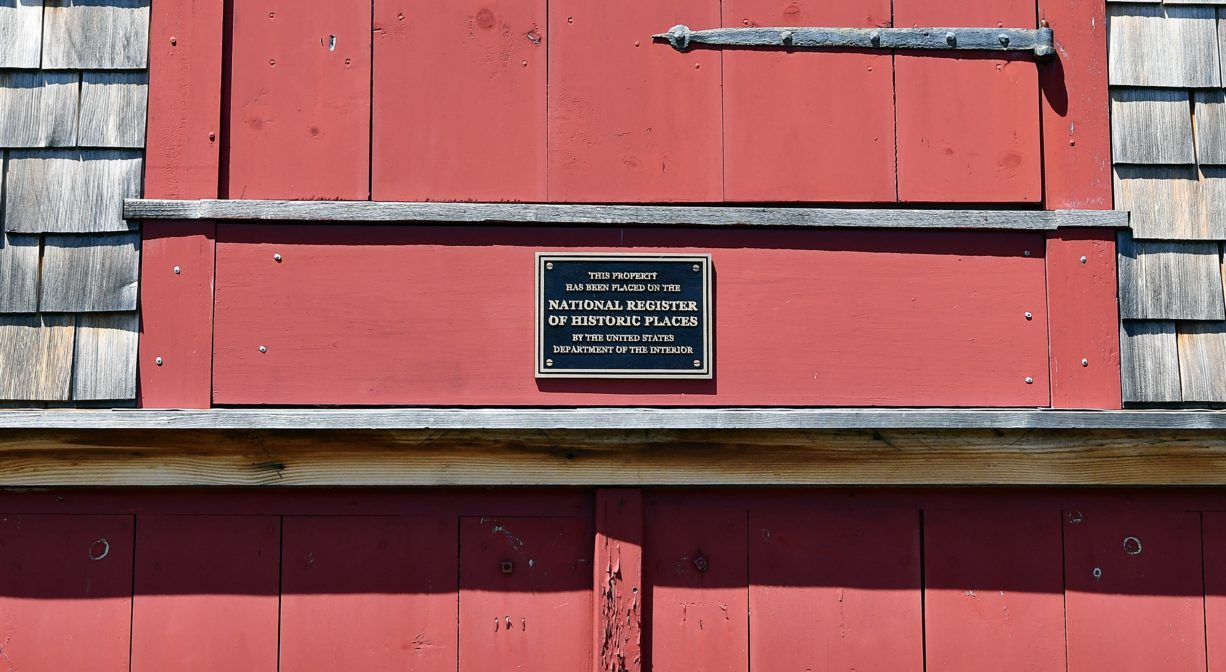 THIS PROPERTY
HAS BEEN PLACED ON THE
NATIONAL REGISTER
OF HISTORIC PLACES
BY THE UNITED STATES
DEPARTMENT OF THE INTERIOR